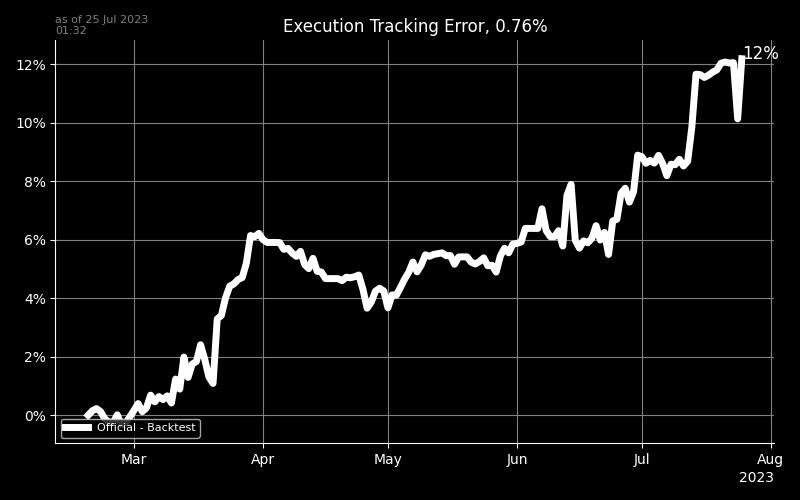 as of 25 Jul 2023
01:32
Execution Tracking Error, 0.76%
12%
12%
10%
8%
6%
4%
2%
0%
Official - Backtest
Mar
Apr
May
Jun
Jul
Aug
2023